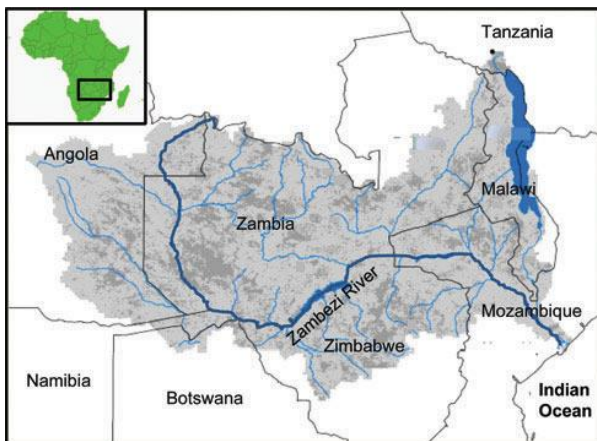 Tanzania
Angola
Malawi
Zambia
Zambezi River
Mozambique
Zimbabwe
Namibia
Botswana
Indian
Ocean